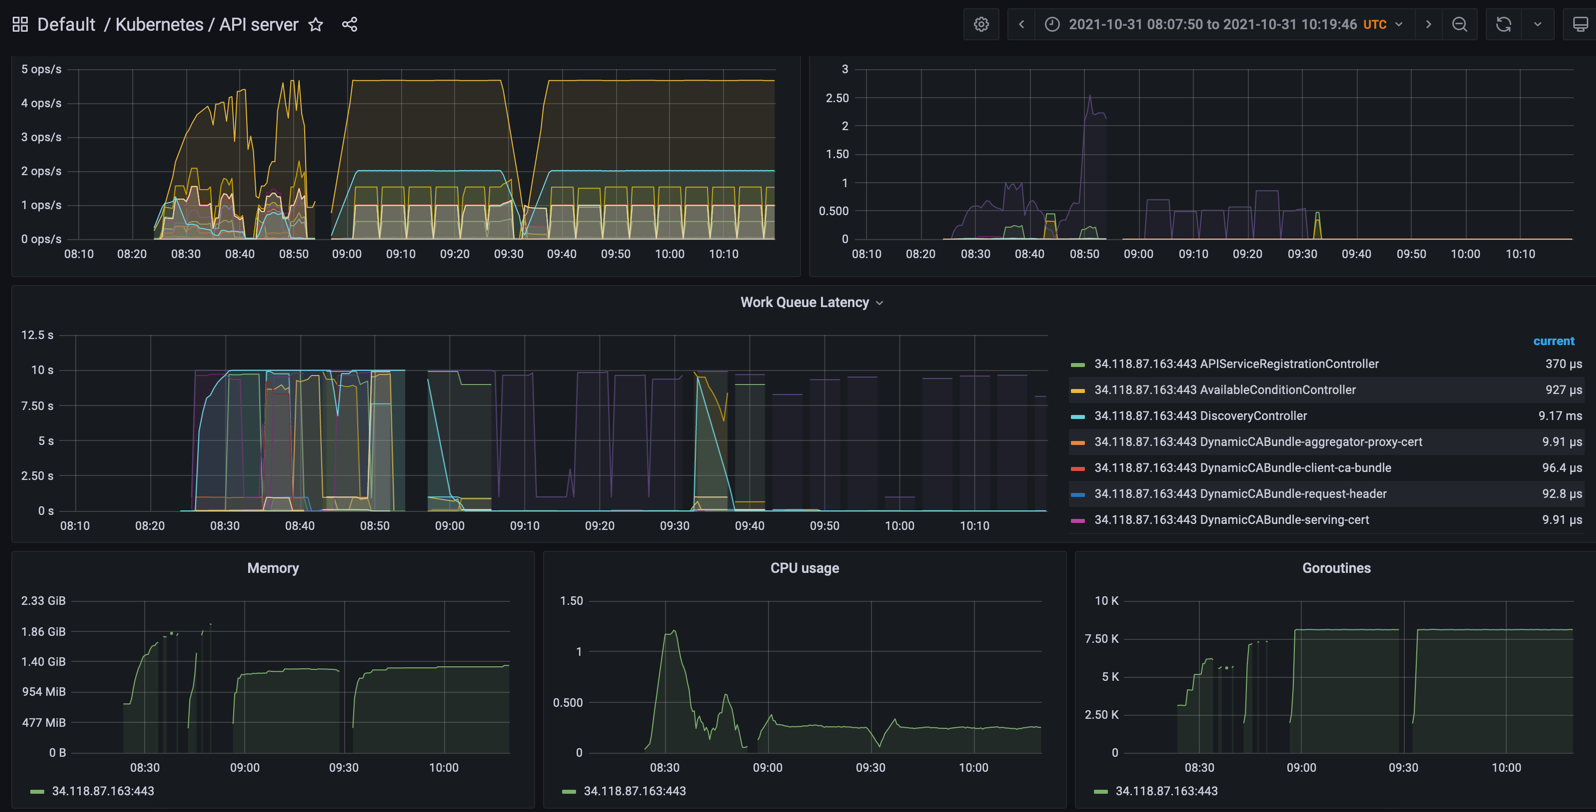 Default / Kubernetes / API server
2021-10-31 08:07:50 to 2021-10-31 10:19:46 UTC
5 ops/s
4 ops/s
3 ops/s
2 ops/s
1 ops/s
0 ops/s
08:10 08:20 08:30 08:40 08:50 09:00 09:10 09:20 09:30 09:40 09:50 10:00 10:10
3
2.50
2
1.50
1
0.500
0
08:10 08:20 08:30 08:40 08:50 09:00 09:10 09:20 09:30 09:40 09:50 10:00 10:10
Work Queue Latency
12.5 s
10 s
7.50 s
5 s
2.50 s
0 s
08:10 08:20 08:30 08:40 08:50 09:00 09:10 09:20 09:30 09:40 09:50 10:00 10:10
current
34.118.87.163:443 APIServiceRegistrationController 370 µs
34.118.87.163:443 AvailableConditionController 927 µs
34.118.87.163:443 DiscoveryController 9.17 ms
34.118.87.163:443 DynamicCABundle-aggregator-proxy-cert 9.91 µs
34.118.87.163:443 DynamicCABundle-client-ca-bundle 96.4 µs
34.118.87.163:443 DynamicCABundle-request-header 92.8 µs
34.118.87.163:443 DynamicCABundle-serving-cert 9.91 µs
Memory
2.33 GiB
1.86 GiB
1.40 GiB
954 MiB
477 MiB
0 B
08:30 09:00 09:30 10:00
34.118.87.163:443
CPU usage
1.50
1
0.500
0
08:30 09:00 09:30 10:00
34.118.87.163:443
Goroutines
10 K
7.50 K
5 K
2.50 K
0
08:30 09:00 09:30 10:00
34.118.87.163:443